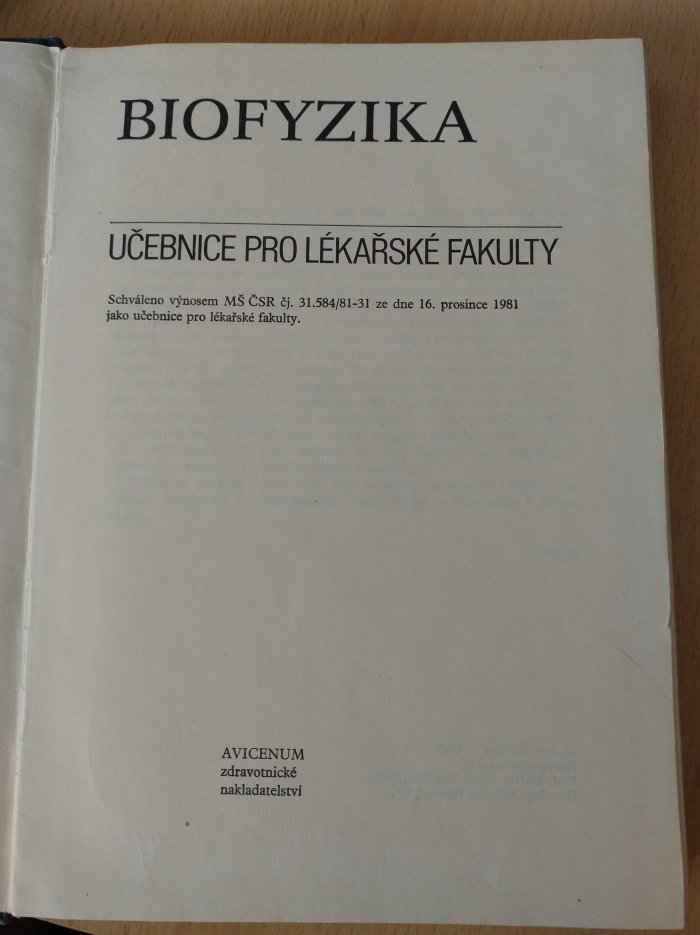 BIOFYZIKA
UČEBNICE PRO LÉKAŘSKÉ FAKULTY
Schváleno výnosem MŠ ČSR čj. 31.584/81-31 ze dne 16. prosince 1981
jako učebnice pro lékařské fakulty.
AVICENUM
zdravotnické
nakladatelství